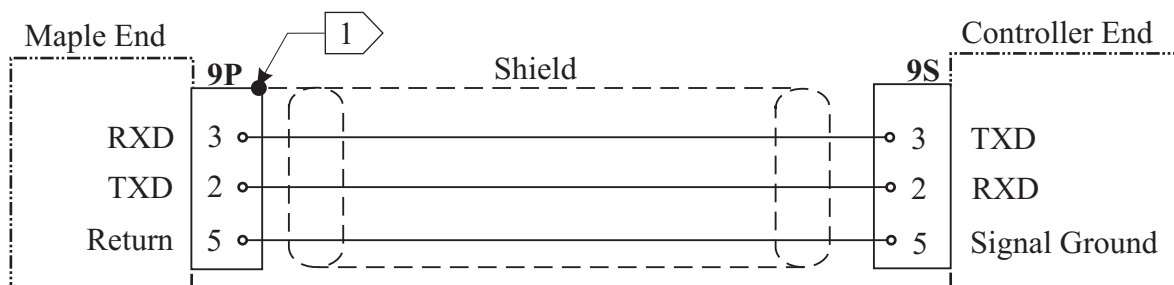 Maple End
1
Controller End
9P
Shield
9S
RXD 3 3 TXD
TXD 2 2 RXD
Return 5 5 Signal Ground